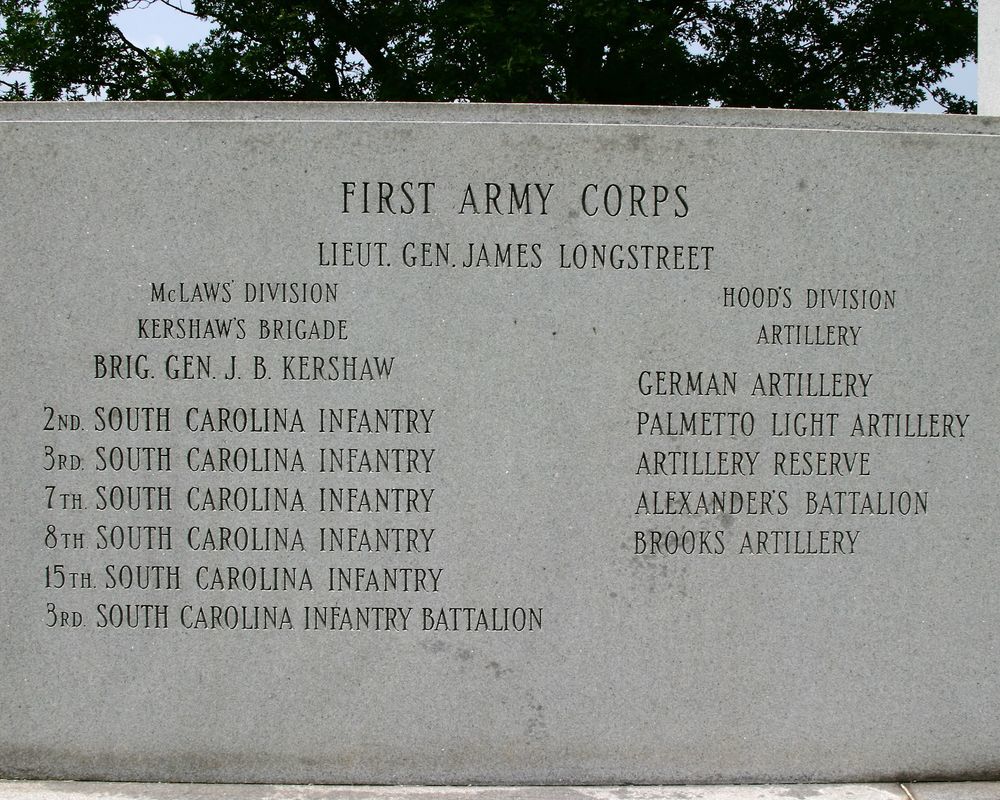 FIRST ARMY CORPS
LIEUT. GEN. JAMES LONGSTREET
McLAWS' DIVISION
KERSHAW'S BRIGADE
BRIG. GEN. J. B. KERSHAW
2ND. SOUTH CAROLINA INFANTRY
3RD. SOUTH CAROLINA INFANTRY
7TH. SOUTH CAROLINA INFANTRY
8TH SOUTH CAROLINA INFANTRY
15TH. SOUTH CAROLINA INFANTRY
3RD. SOUTH CAROLINA INFANTRY BATTALION
HOOD'S DIVISION
ARTILLERY
GERMAN ARTILLERY
PALMETTO LIGHT ARTILLERY
ARTILLERY RESERVE
ALEXANDER'S BATTALION
BROOKS ARTILLERY